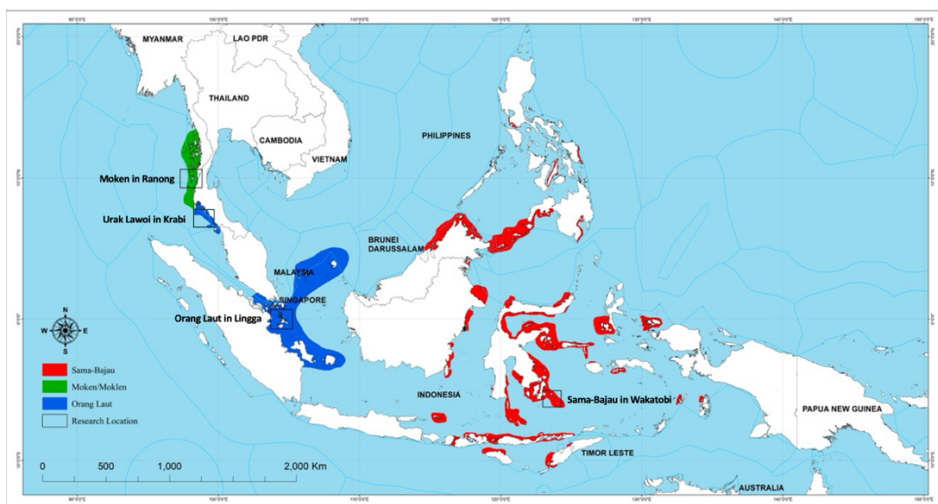 MYANMAR
LAO PDR
THAILAND
CAMBODIA
VIETNAM
PHILIPPINES
Moken in Ranong
Urak Lawoi in Krabi
BRUNEI
DARUSSALAM
MALAYSIA
SINGAPORE
Orang Laut in Lingga
N
W E
S
Sama-Bajau
Moken/Moklen
Orang Laut
Research Location
INDONESIA
Sama-Bajau in Wakatobi
PAPUA NEW GUINEA
TIMOR LESTE
AUSTRALIA
0 500 1,000 2,000 Km